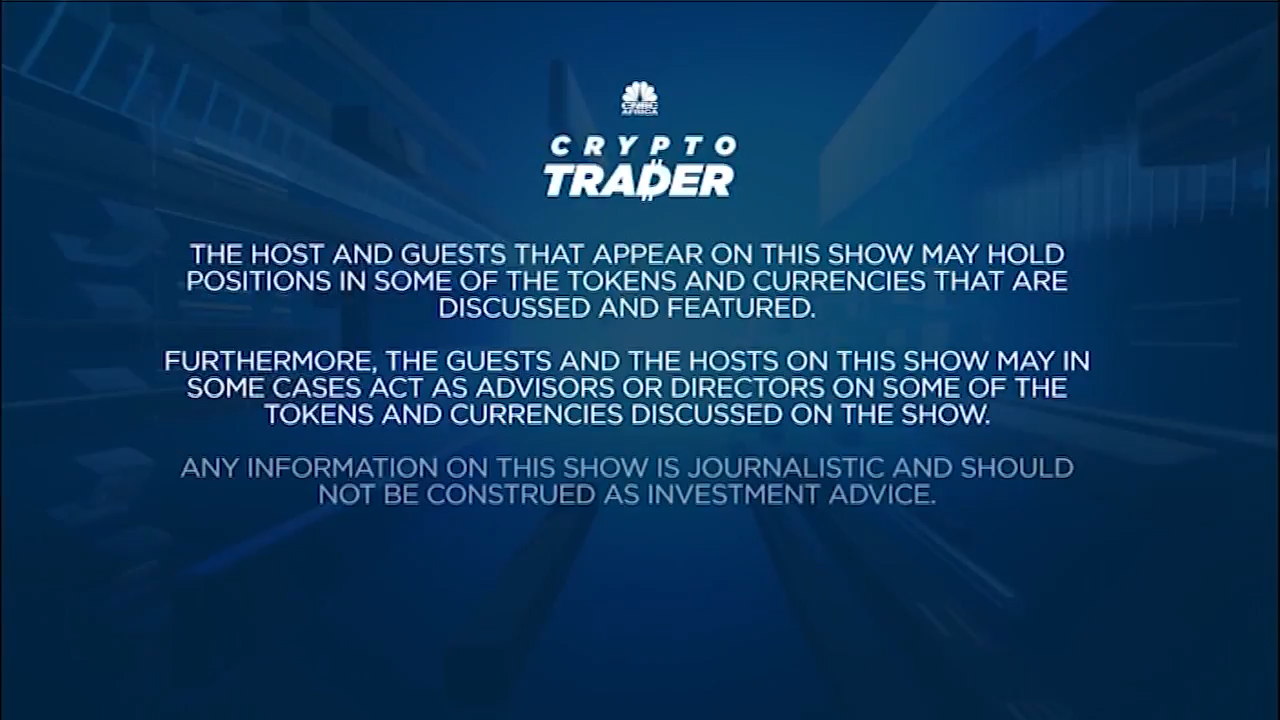 CNBC
AFRICA
CRYPTO
TRADER
THE HOST AND GUESTS THAT APPEAR ON THIS SHOW MAY HOLD
POSITIONS IN SOME OF THE TOKENS AND CURRENCIES THAT ARE
DISCUSSED AND FEATURED.
FURTHERMORE, THE GUESTS AND THE HOSTS ON THIS SHOW MAY IN
SOME CASES ACT AS ADVISORS OR DIRECTORS ON SOME OF THE
TOKENS AND CURRENCIES DISCUSSED ON THE SHOW.
ANY INFORMATION ON THIS SHOW IS JOURNALISTIC AND SHOULD
NOT BE CONSTRUED AS INVESTMENT ADVICE.